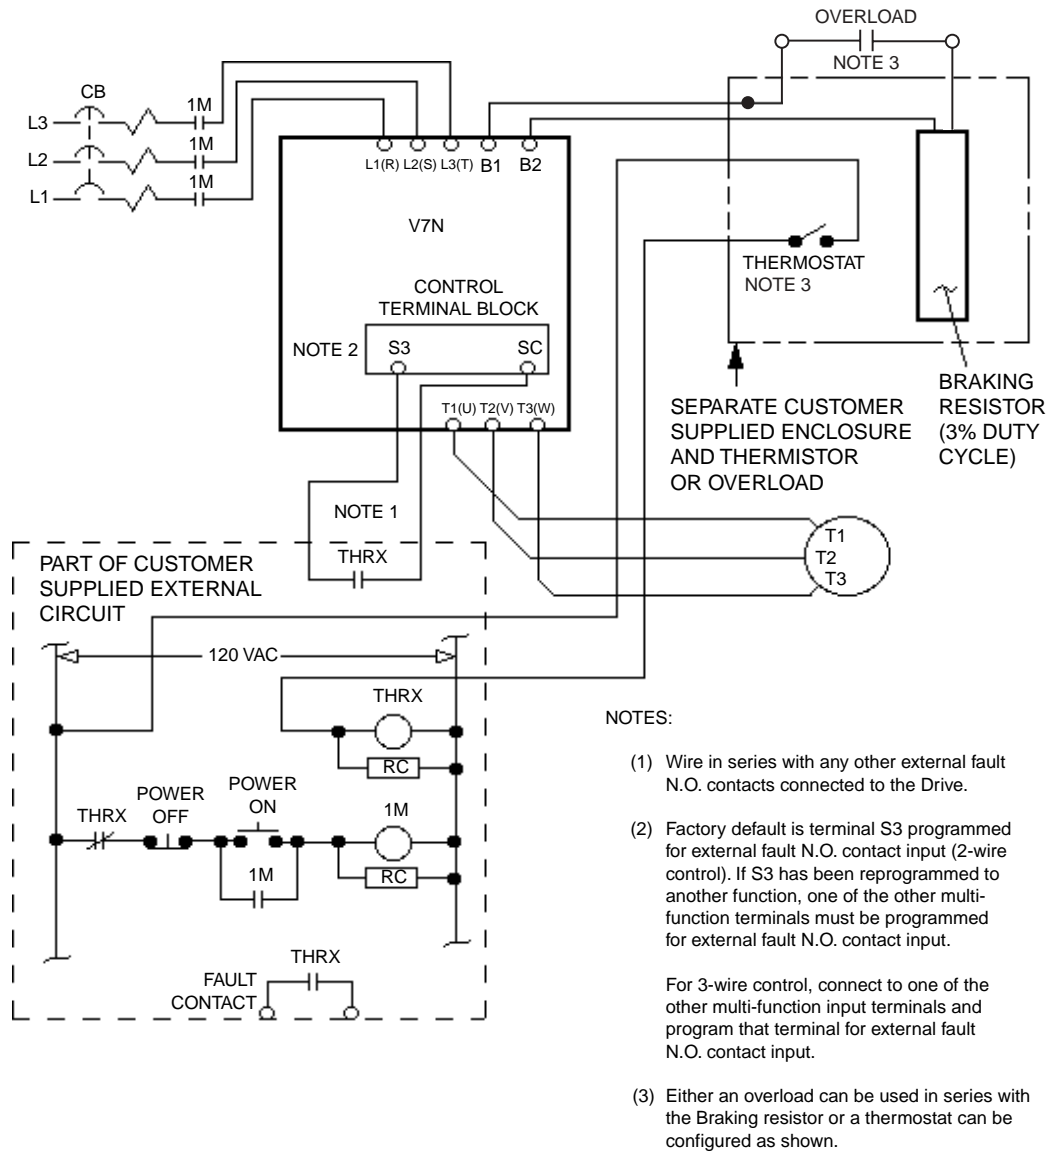 OVERLOAD
NOTE 3
CB
1M
L3
1M
L2
1M
L1
L1(R) L2(S) L3(T) B1 B2
V7N
THERMOSTAT
NOTE 3
CONTROL
TERMINAL BLOCK
NOTE 2
S3
SC
T1(U) T2(V) T3(W)
BRAKING
RESISTOR
(3% DUTY
CYCLE)
SEPARATE CUSTOMER
SUPPLIED ENCLOSURE
AND THERMISTOR
OR OVERLOAD
NOTE 1
THRX
T1
T2
T3
PART OF CUSTOMER
SUPPLIED EXTERNAL
CIRCUIT
120 VAC
THRX
RC
POWER
OFF
POWER
ON
THRX
1M
1M
RC
THRX
FAULT
CONTACT
NOTES:
(1) Wire in series with any other external fault
N.O. contacts connected to the Drive.
(2) Factory default is terminal S3 programmed
for external fault N.O. contact input (2-wire
control). If S3 has been reprogrammed to
another function, one of the other multi-
function terminals must be programmed
for external fault N.O. contact input.
For 3-wire control, connect to one of the
other multi-function input terminals and
program that terminal for external fault
N.O. contact input.
(3) Either an overload can be used in series with
the Braking resistor or a thermostat can be
configured as shown.